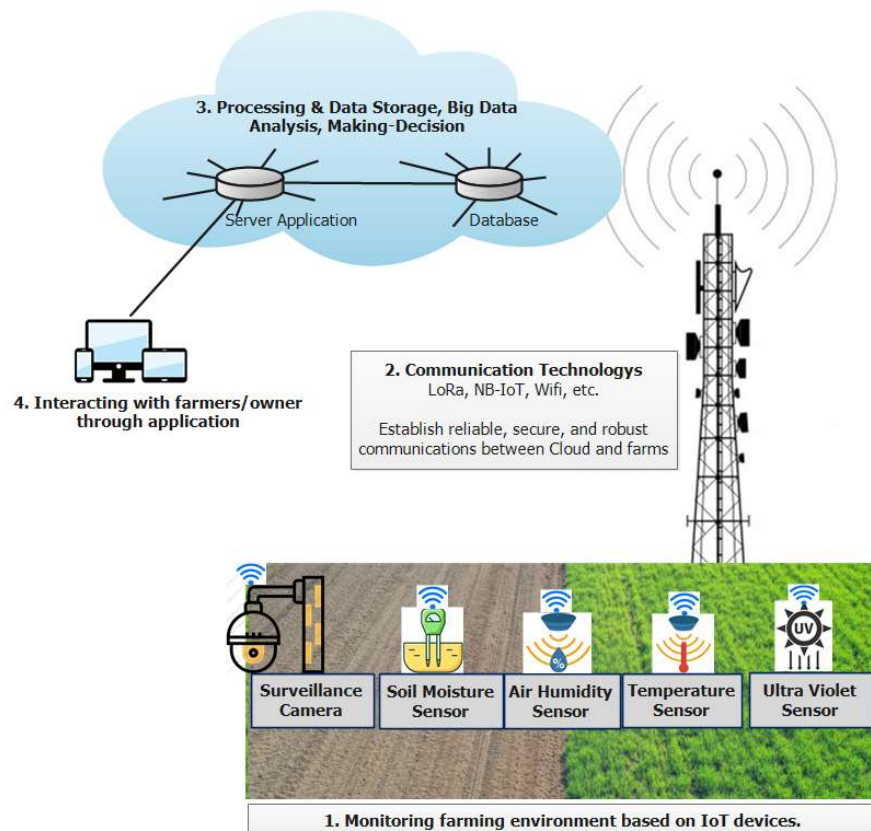 3. Processing & Data Storage, Big Data
Analysis, Making-Decision
Server Application
Database
2. Communication Technologys
LoRa, NB-IoT, Wifi, etc.
Establish reliable, secure, and robust
communications between Cloud and farms
4. Interacting with farmers/owner
through application
%
UV
Surveillance
Camera
Soil Moisture
Sensor
Air Humidity
Sensor
Temperature
Sensor
Ultra Violet
Sensor
1. Monitoring farming environment based on IoT devices.